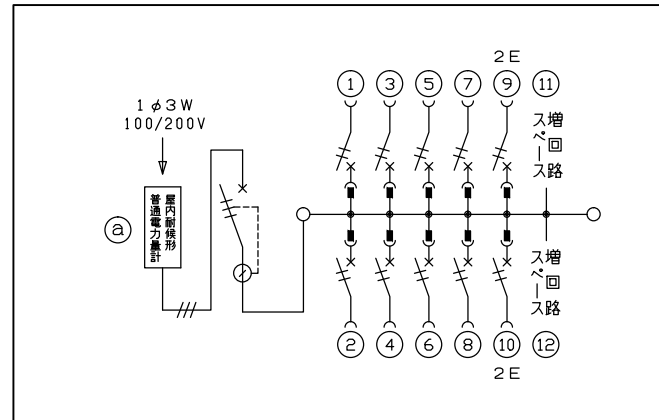 2E
1 3 5 7 9 11
1φ3W
100/200V
増回路
スペース
屋内耐候形
普通電力量計
a
増回路
スペース
2 4 6 8 10 12
2E